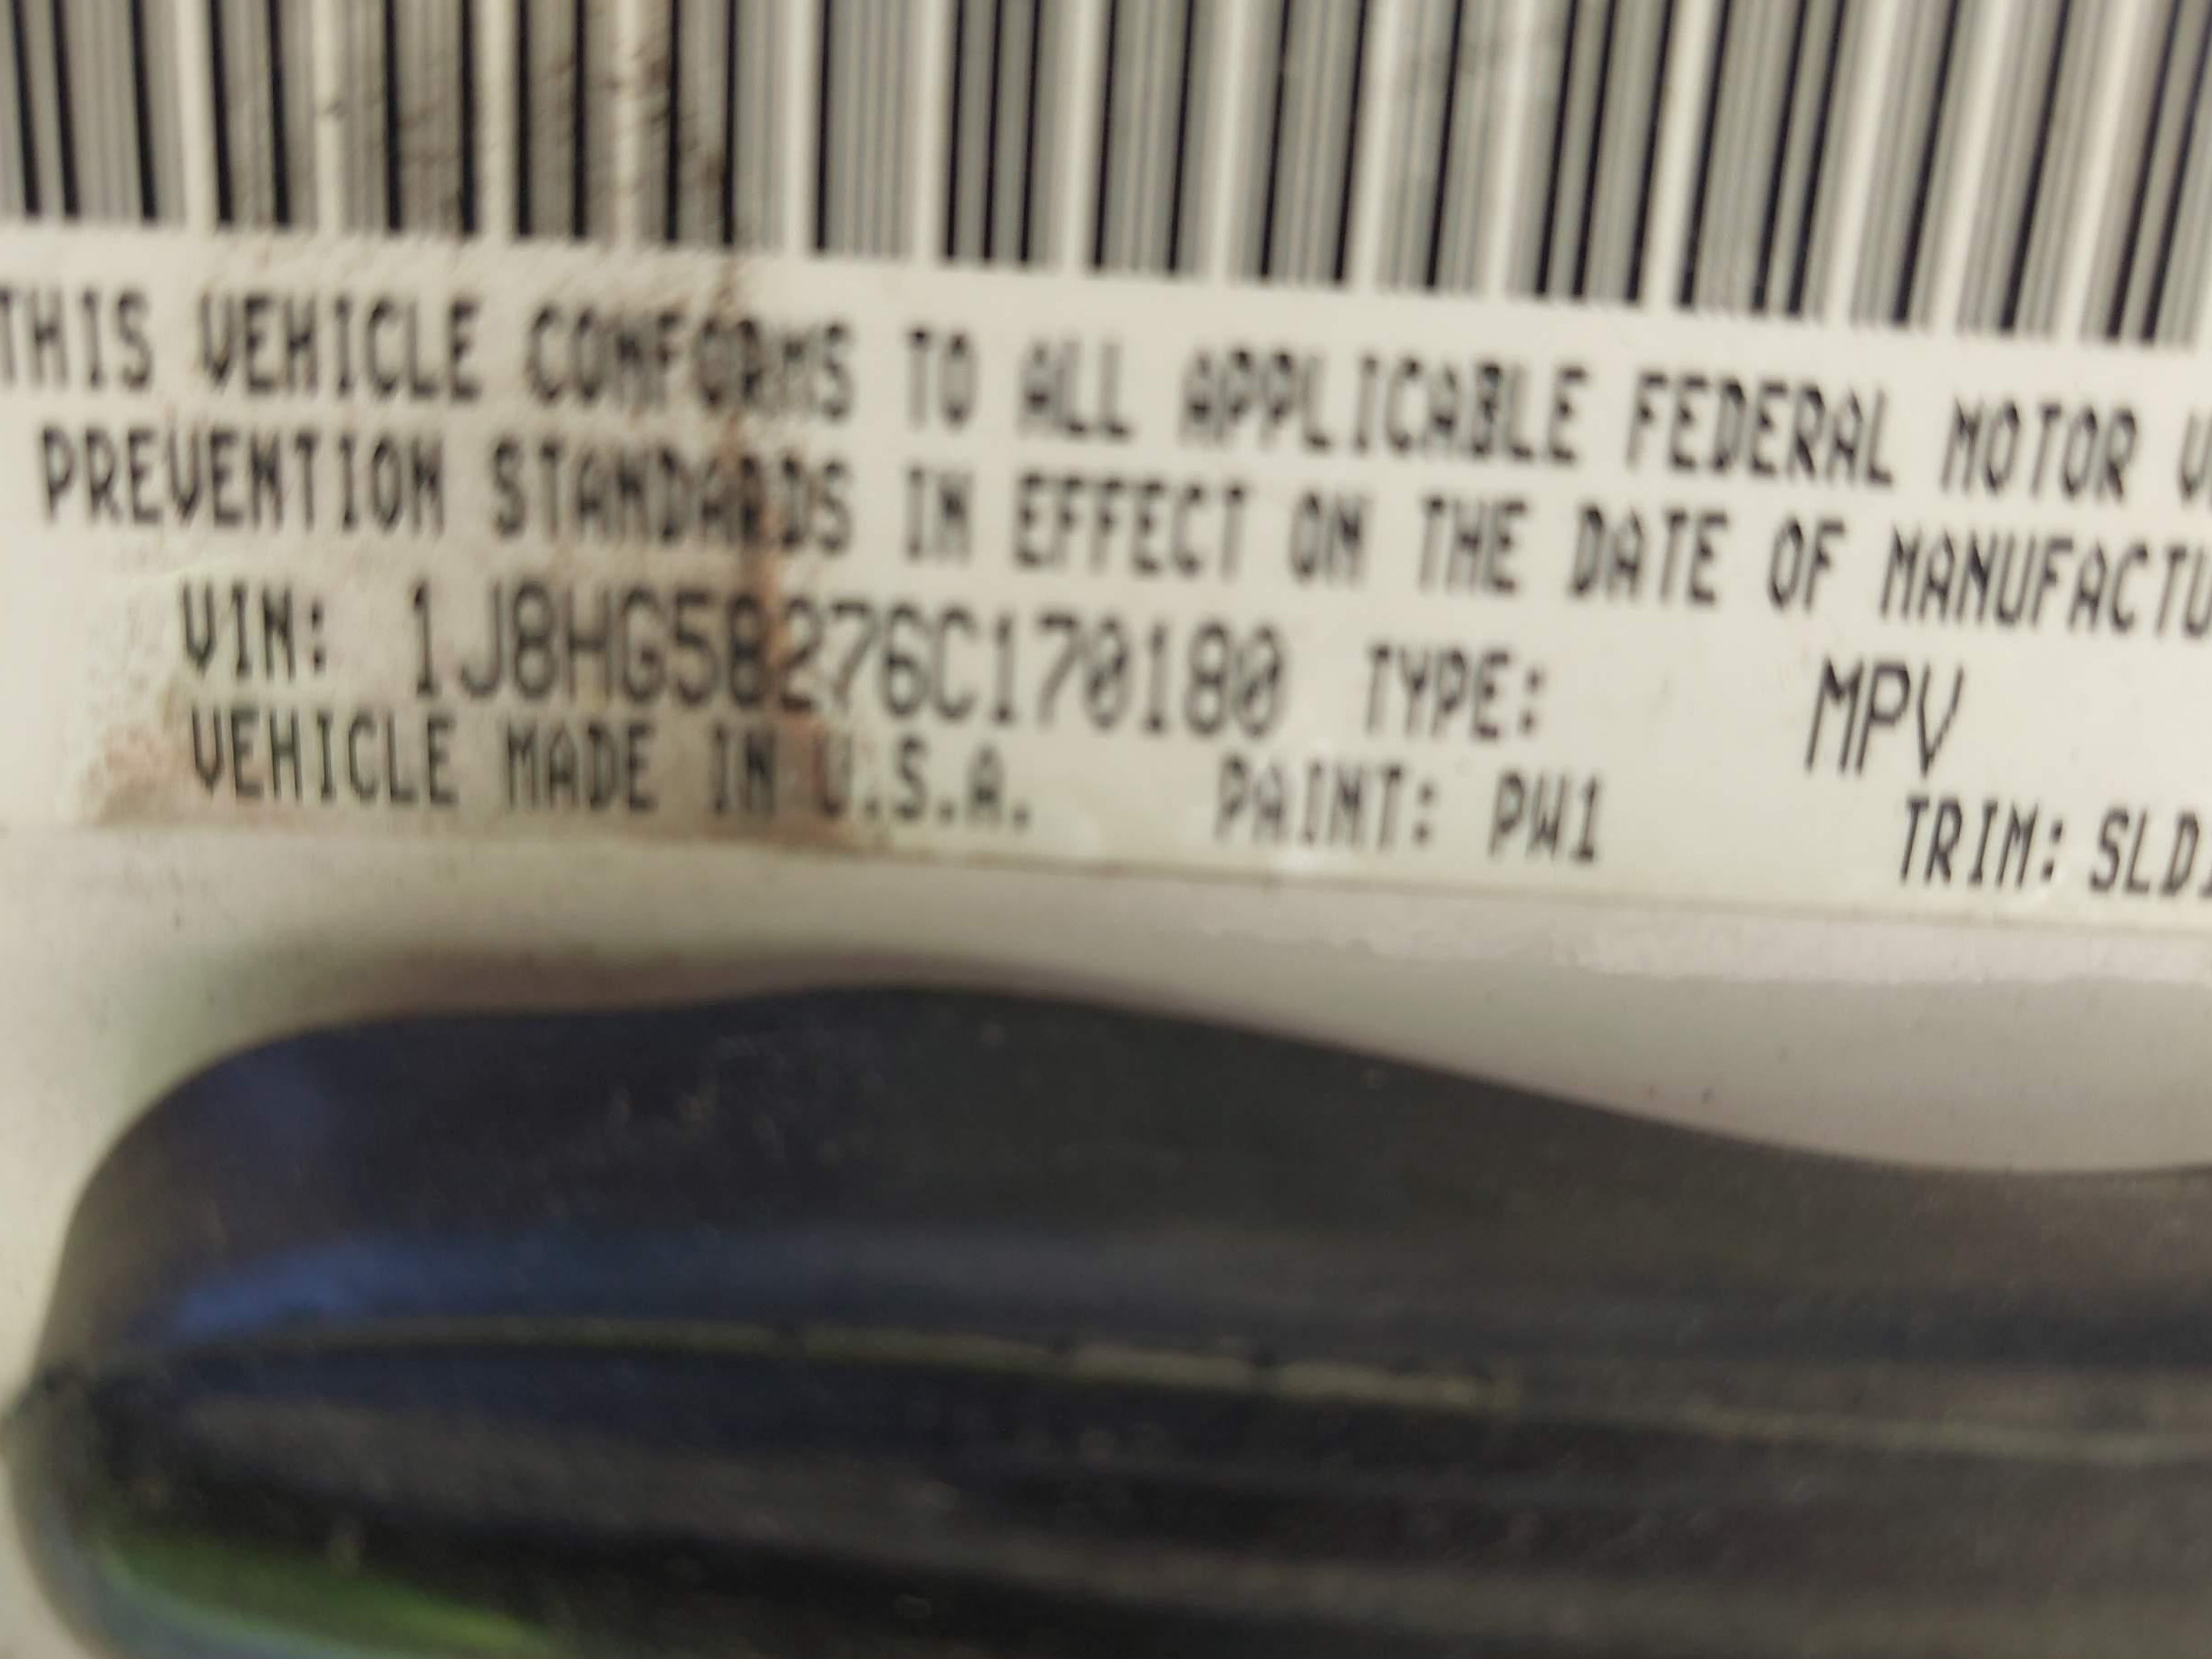 THIS VEHICLE CONFORMS TO ALL APPLICABLE FEDERAL MOTOR V
PREVENTION STANDARDS IN EFFECT ON THE DATE OF MANUFACTU
VIN: 1J8HG58276C170180 TYPE: MPV
VEHICLE MADE IN U.S.A. PAINT: PW1 TRIM: SLD1